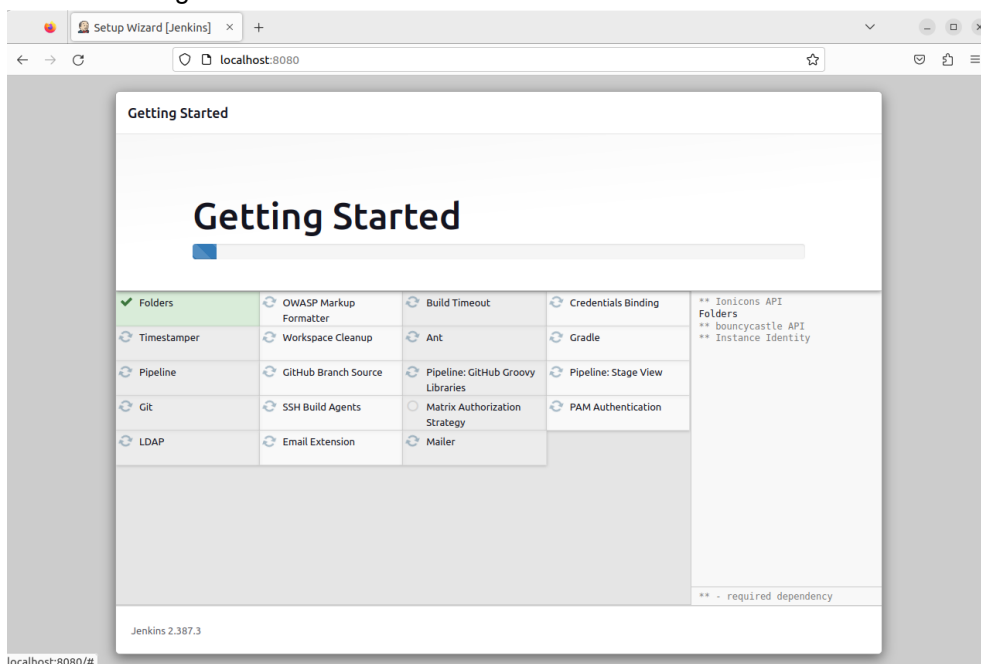 Setup Wizard [Jenkins]
localhost:8080
Getting Started
Getting Started
Folders
OWASP Markup
Formatter
Build Timeout
Credentials Binding
Timestamper
Workspace Cleanup
Ant
Gradle
Pipeline
GitHub Branch Source
Pipeline: GitHub Groovy
Libraries
Pipeline: Stage View
Git
SSH Build Agents
Matrix Authorization
Strategy
PAM Authentication
LDAP
Email Extension
Mailer
** Ionicons API
Folders
** bouncycastle API
** Instance Identity
** - required dependency
Jenkins 2.387.3
localhost:8080/#